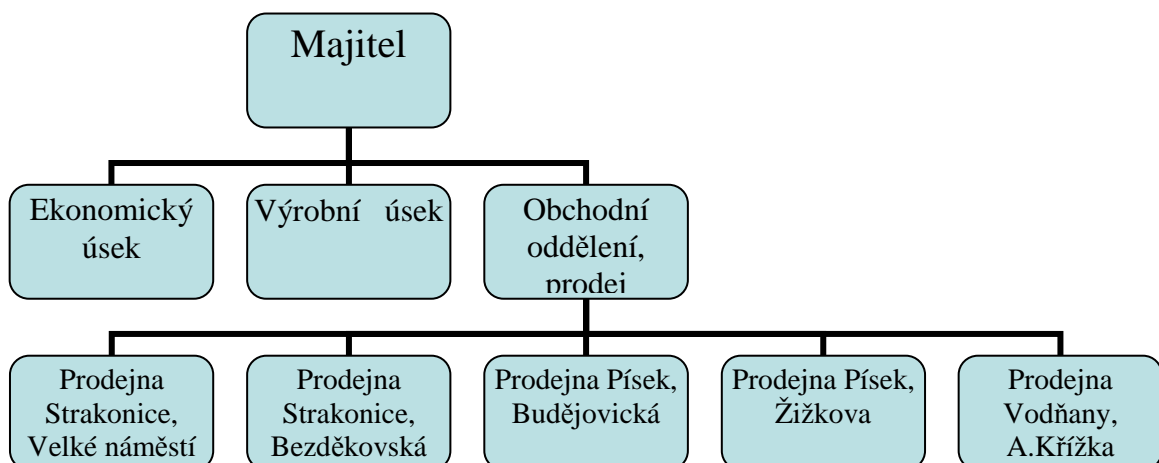 Majitel
Ekonomický
úsek
Výrobní úsek
Obchodní
oddělení,
prodej
Prodejna
Strakonice,
Velké náměstí
Prodejna
Strakonice,
Bezděkovská
Prodejna Písek,
Budějovická
Prodejna Písek,
Žižkova
Prodejna
Vodňany,
A.Křížka